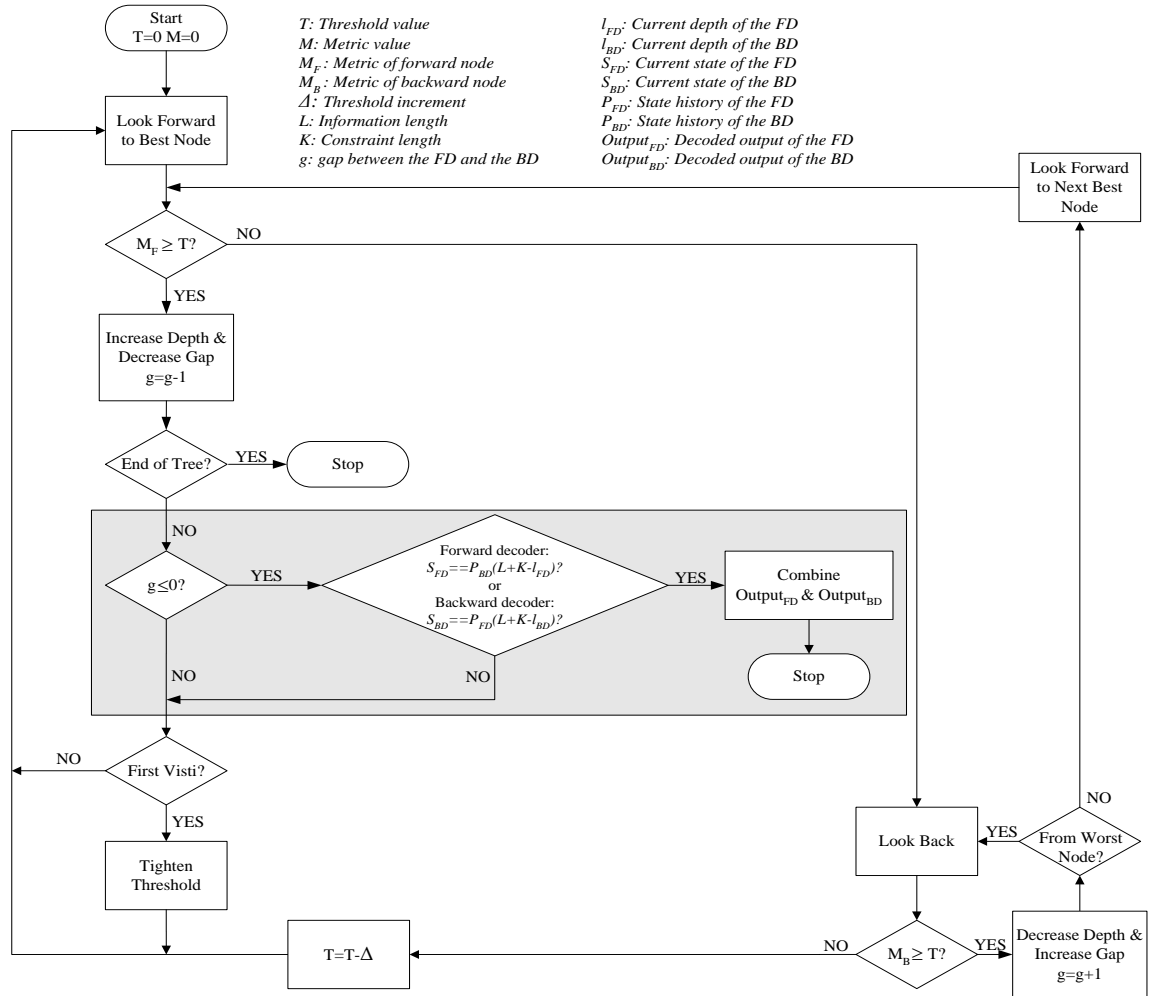 Start
T=0 M=0
T: Threshold value
M: Metric value
M_F: Metric of forward node
M_B: Metric of backward node
Δ: Threshold increment
L: Information length
K: Constraint length
g: gap between the FD and the BD
l_FD: Current depth of the FD
l_BD: Current depth of the BD
S_FD: Current state of the FD
S_BD: Current state of the BD
P_FD: State history of the FD
P_BD: State history of the BD
Output_FD: Decoded output of the FD
Output_BD: Decoded output of the BD
Look Forward
to Best Node
Look Forward
to Next Best
Node
M_F ≥ T?
NO
YES
Increase Depth &
Decrease Gap
g=g-1
End of Tree?
YES
Stop
NO
g≤0?
YES
Forward decoder:
S_FD==P_BD(L+K-l_FD)?
or
Backward decoder:
S_BD==P_FD(L+K-l_BD)?
YES
Combine
Output_FD & Output_BD
Stop
NO
NO
First Visti?
NO
YES
Tighten
Threshold
T=T-Δ
Look Back
YES
From Worst
Node?
NO
M_B ≥ T?
NO
YES
Decrease Depth &
Increase Gap
g=g+1